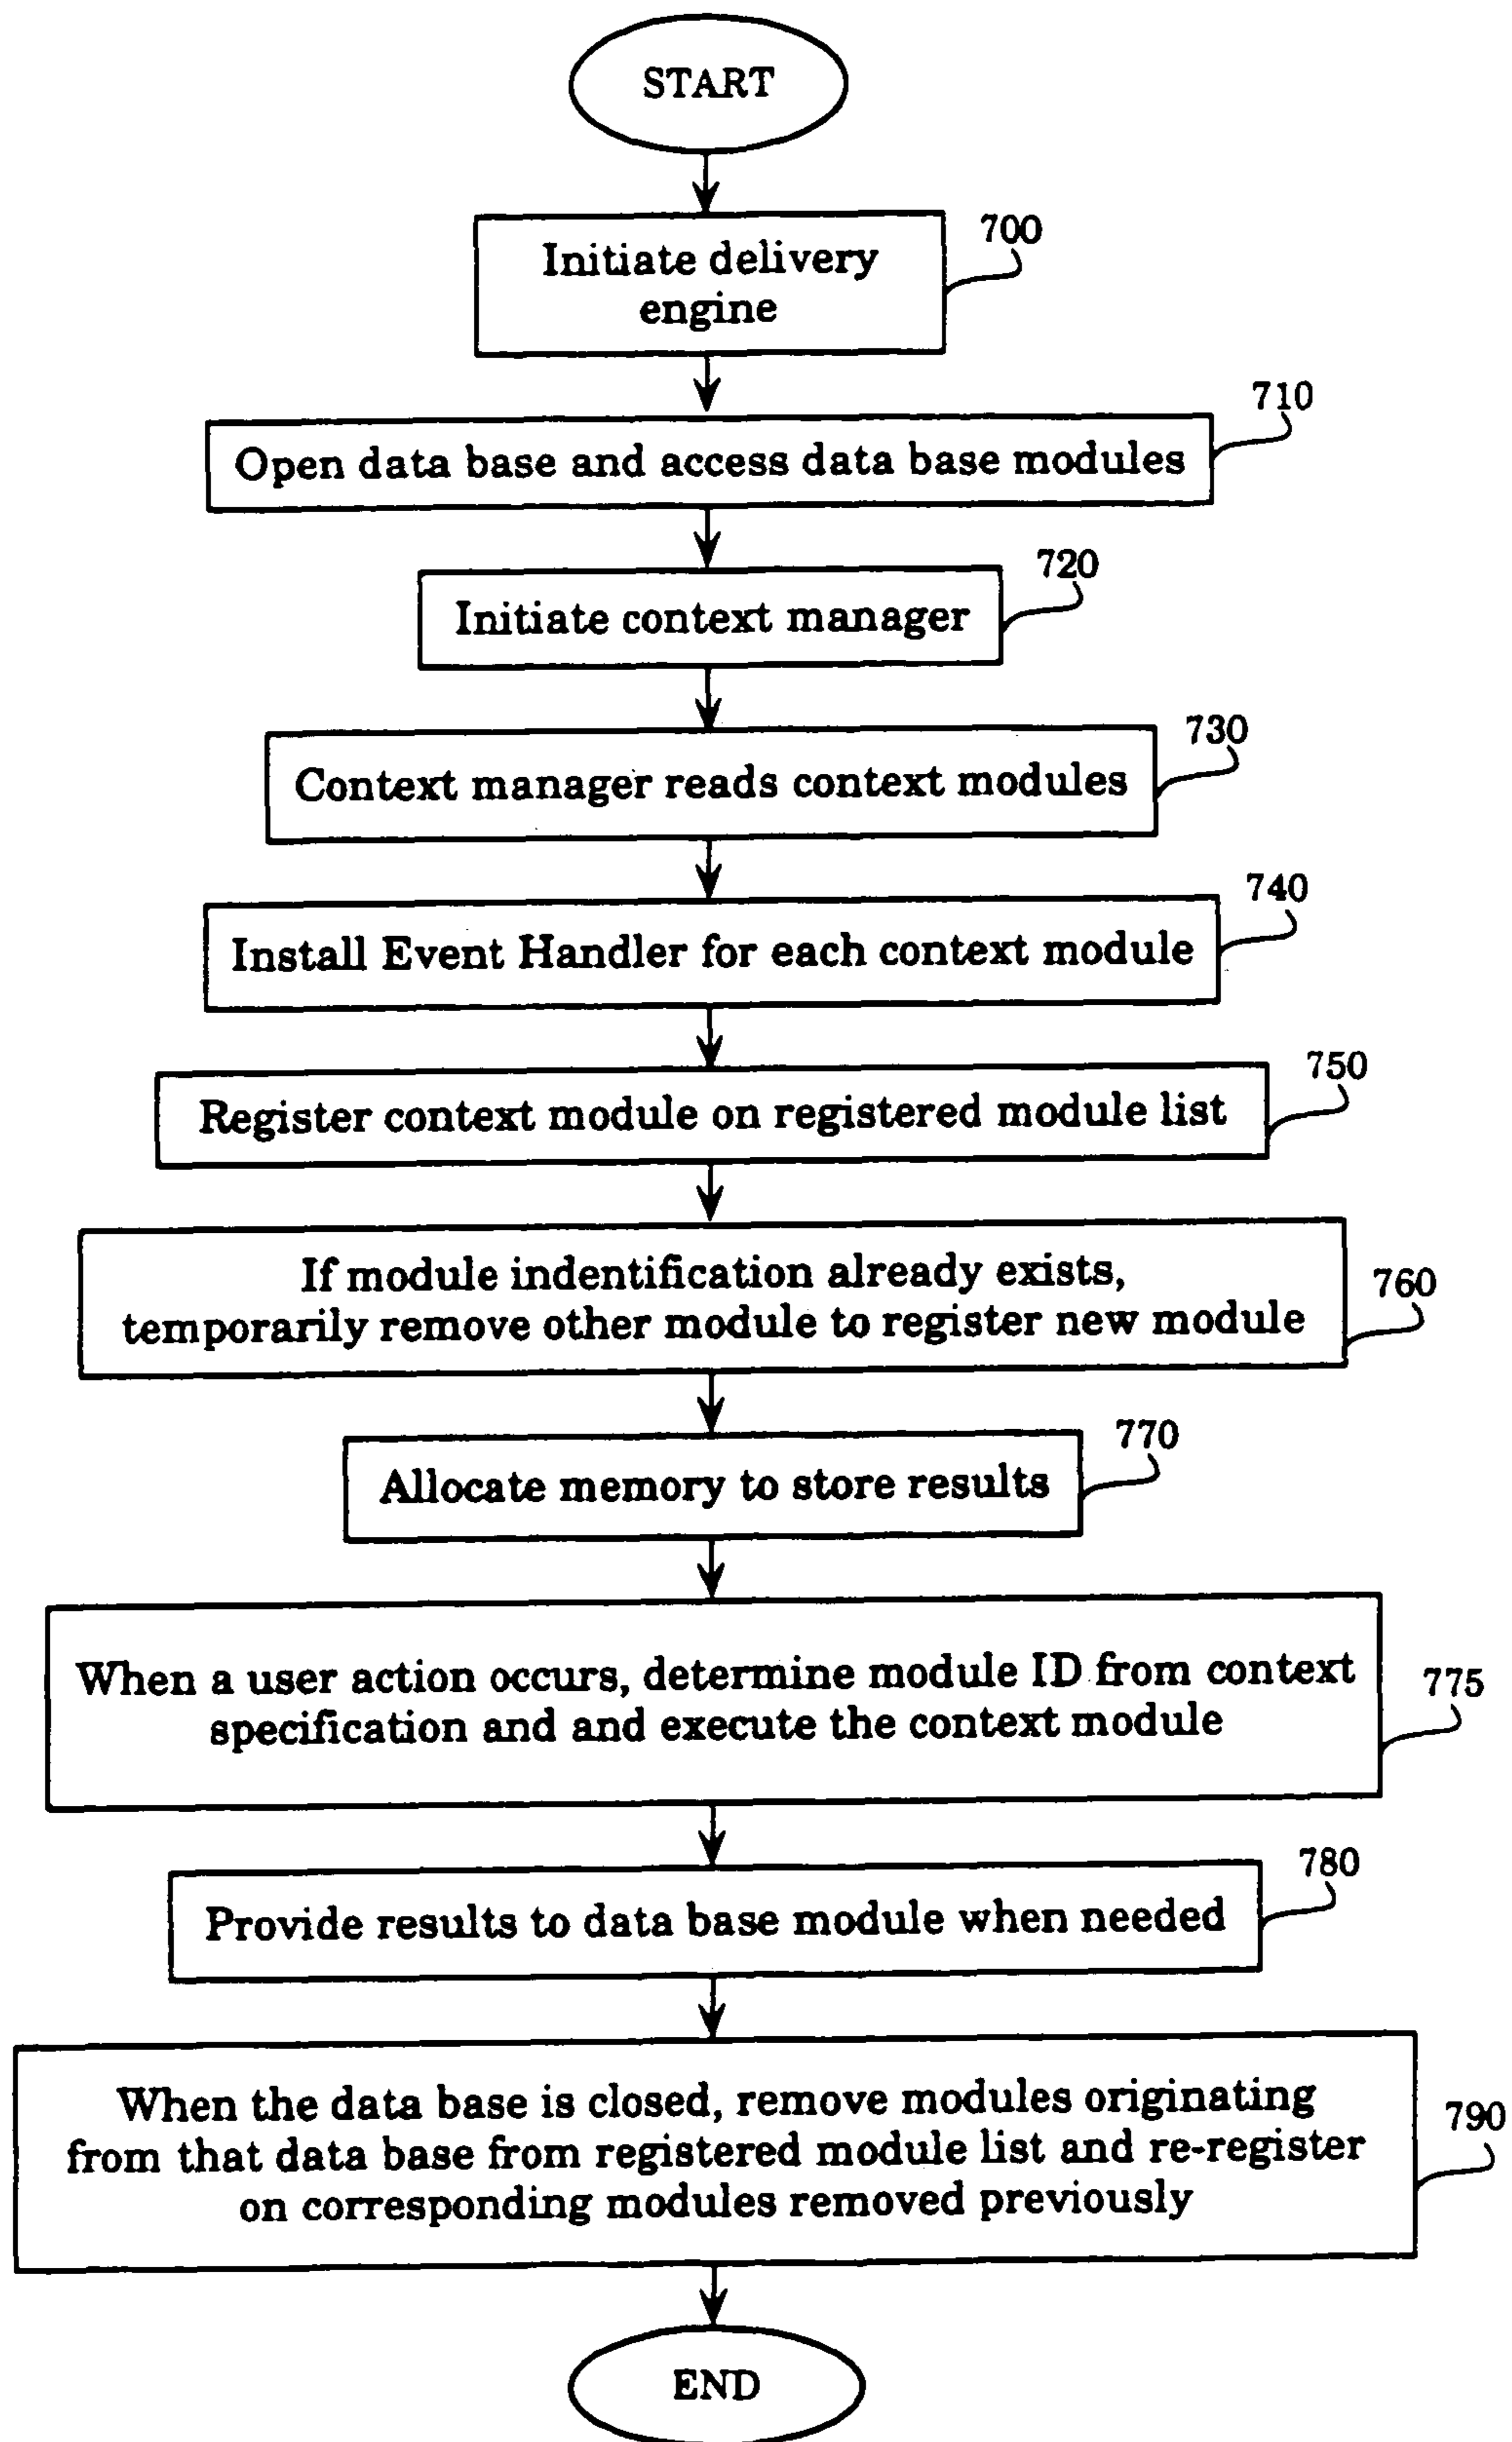 START
700
Initiate delivery
engine
710
Open data base and access data base modules
720
Initiate context manager
730
Context manager reads context modules
740
Install Event Handler for each context module
750
Register context module on registered module list
If module indentification already exists,
760
temporarily remove other module to register new module
770
Allocate memory to store results
When a user action occurs, determine module ID from context
775
specification and and execute the context module
780
Provide results to data base module when needed
When the data base is closed, remove modules originating
790
from that data base from registered module list and re-register
on corresponding modules removed previously
END